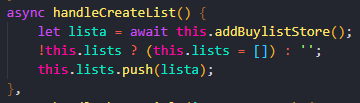 async handleCreateList() {
let lista = await this.addBuylistStore();
!this.lists ? (this.lists = []) : '';
this.lists.push(lista);
},